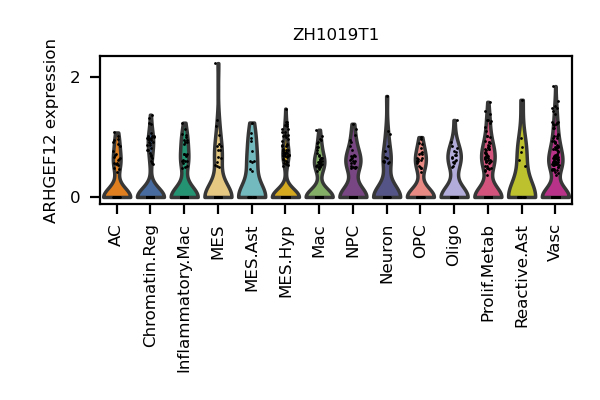 ZH1019T1
ARHGEF12 expression
2
0
AC
Chromatin.Reg
Inflammatory.Mac
MES
MES.Ast
MES.Hyp
Mac
NPC
Neuron
OPC
Oligo
Prolif.Metab
Reactive.Ast
Vasc